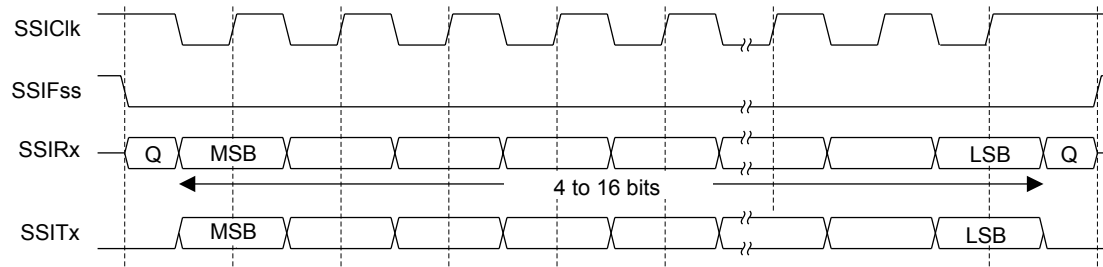 SSIClk
SSIFss
SSIRx Q MSB LSB Q
4 to 16 bits
SSITx MSB LSB